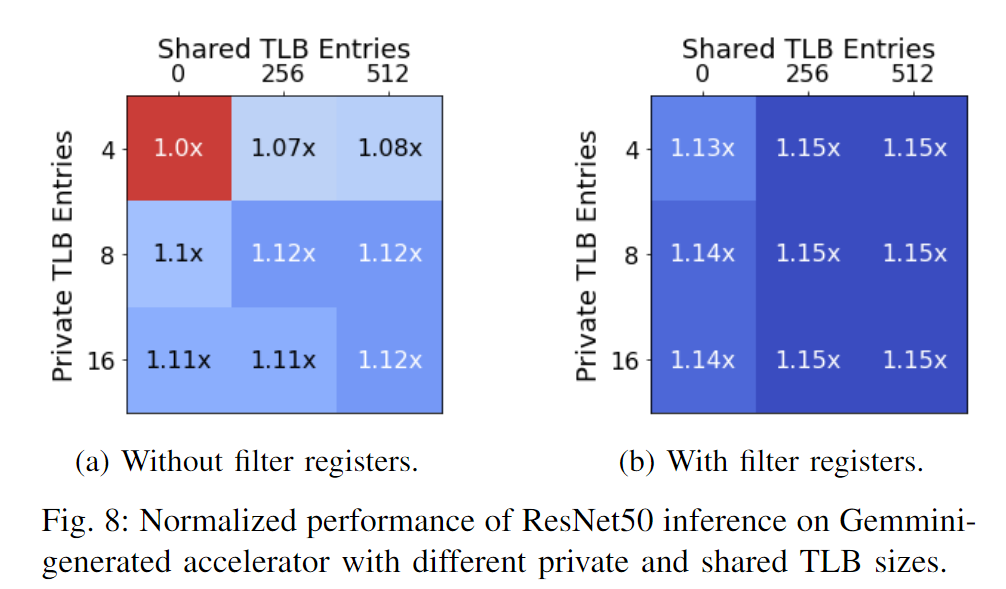 Shared TLB Entries
0 256 512
Private TLB Entries
4 1.0x 1.07x 1.08x
8 1.1x 1.12x 1.12x
16 1.11x 1.11x 1.12x
(a) Without filter registers.
Shared TLB Entries
0 256 512
Private TLB Entries
4 1.13x 1.15x 1.15x
8 1.14x 1.15x 1.15x
16 1.14x 1.15x 1.15x
(b) With filter registers.
Fig. 8: Normalized performance of ResNet50 inference on Gemmini-
generated accelerator with different private and shared TLB sizes.